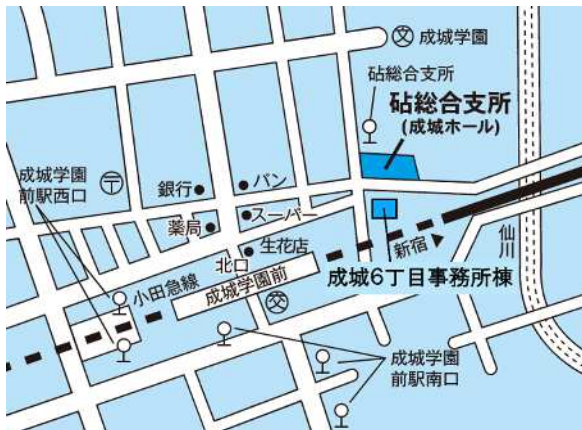 文 成城学園
砧総合支所
砧総合支所
(成城ホール)
成城学園
前駅西口
〒
銀行
パン
薬局
スーパー
生花店
北口
新宿
仙川
成城6丁目事務所棟
小田急線
成城学園前
交
成城学園
前駅南口